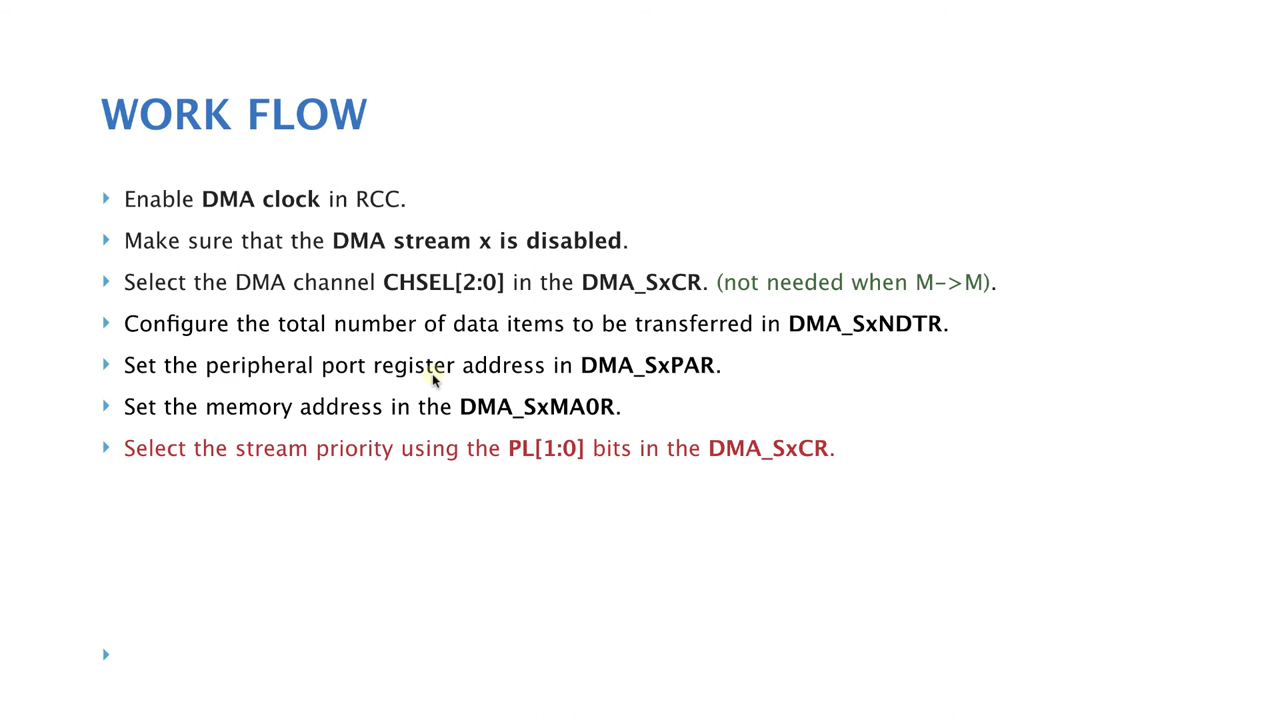 WORK FLOW
Enable DMA clock in RCC.
Make sure that the DMA stream x is disabled.
Select the DMA channel CHSEL[2:0] in the DMA_SxCR. (not needed when M->M).
Configure the total number of data items to be transferred in DMA_SxNDTR.
Set the peripheral port register address in DMA_SxPAR.
Set the memory address in the DMA_SxMA0R.
Select the stream priority using the PL[1:0] bits in the DMA_SxCR.